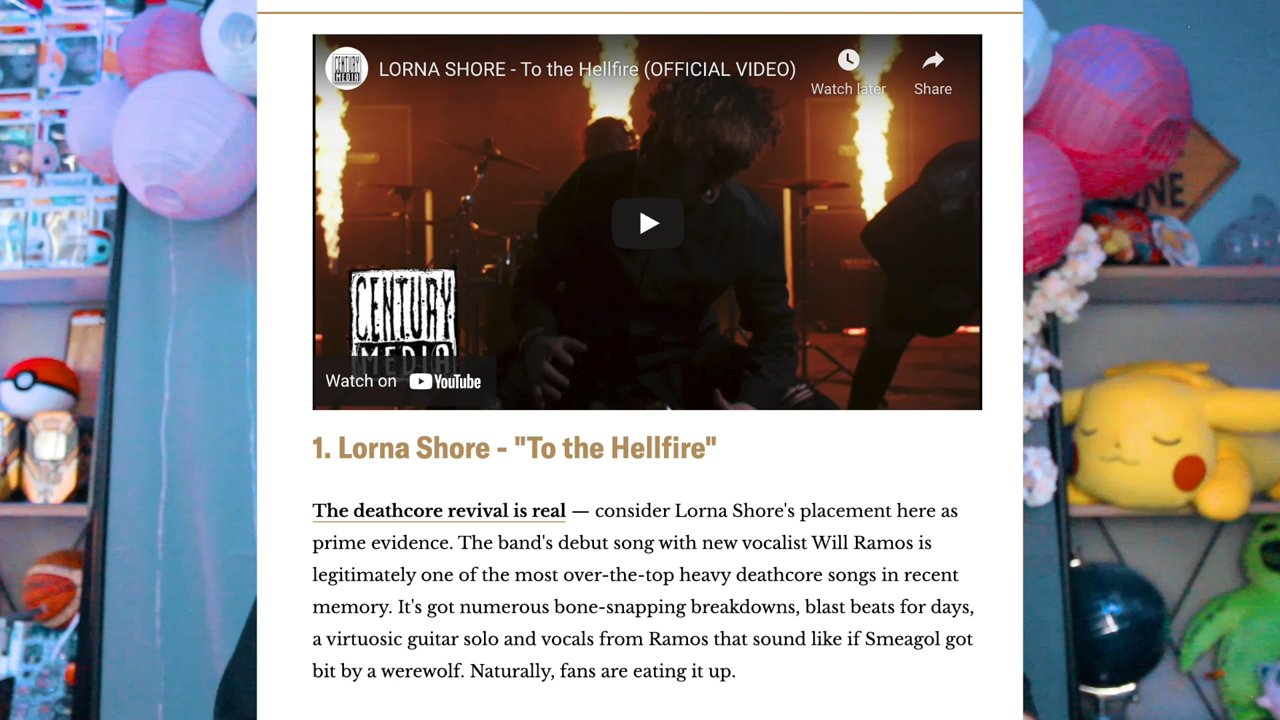 CENTURY
MEDIA
LORNA SHORE - To the Hellfire (OFFICIAL VIDEO)
Watch later
Share
CENTURY
MEDIA
Watch on YouTube
NE
1. Lorna Shore - "To the Hellfire"
The deathcore revival is real — consider Lorna Shore's placement here as
prime evidence. The band's debut song with new vocalist Will Ramos is
legitimately one of the most over-the-top heavy deathcore songs in recent
memory. It's got numerous bone-snapping breakdowns, blast beats for days,
a virtuosic guitar solo and vocals from Ramos that sound like if Smeagol got
bit by a werewolf. Naturally, fans are eating it up.